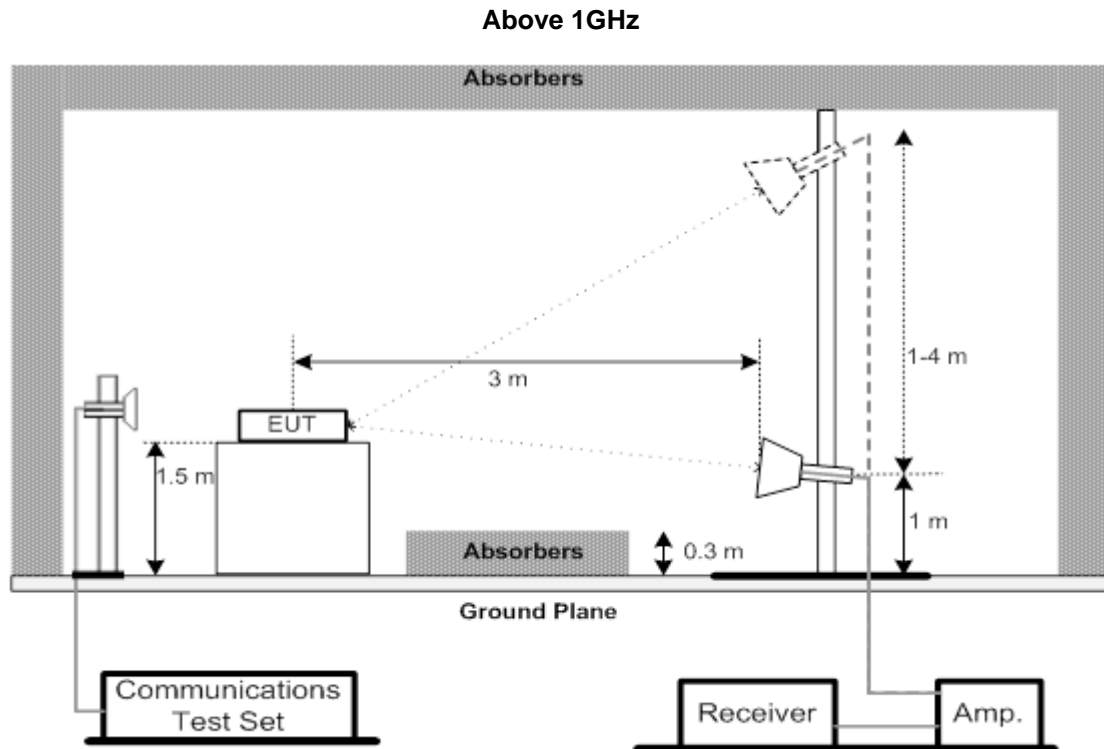 Above 1GHz
Absorbers
1-4 m
3 m
EUT
1.5 m
1 m
Absorbers
0.3 m
Ground Plane
Communications
Test Set
Receiver
Amp.